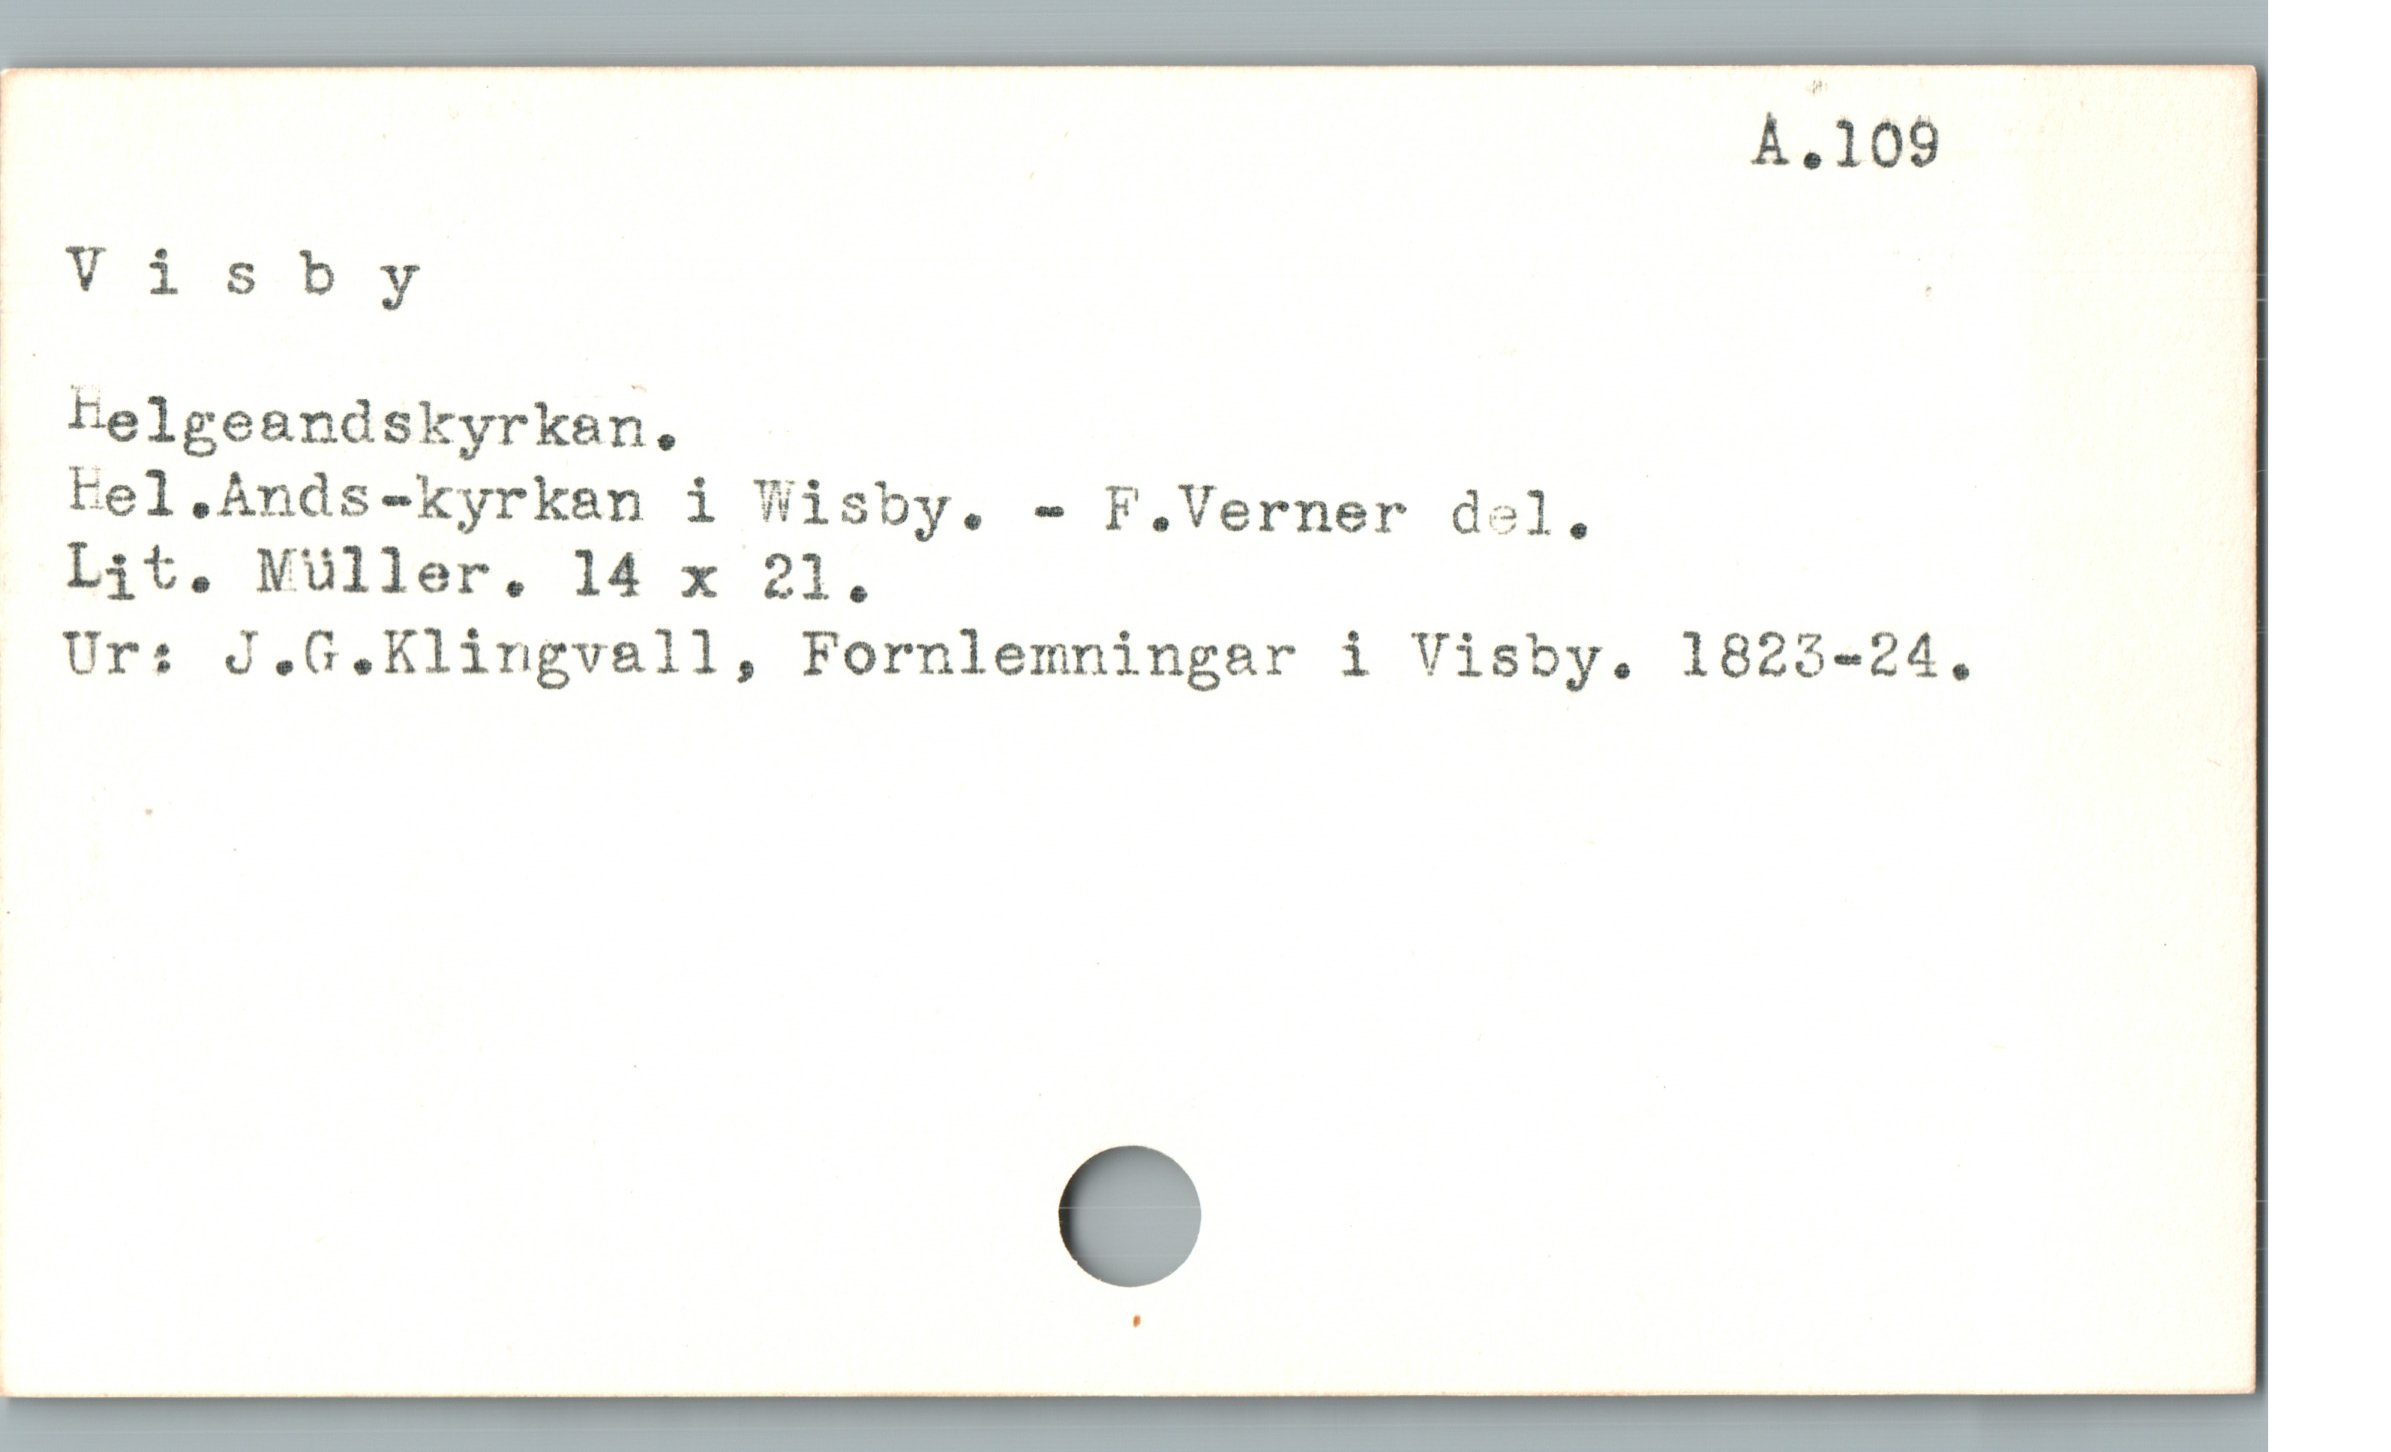 A.109
V i s b y
Helgeandskyrkan.
Hel.Ands-kyrkan i Wisby. - F.Verner del.
Lit. Müller. 14 x 21.
Ur: J.G.Klingvall, Fornlemningar i Visby. 1823-24.